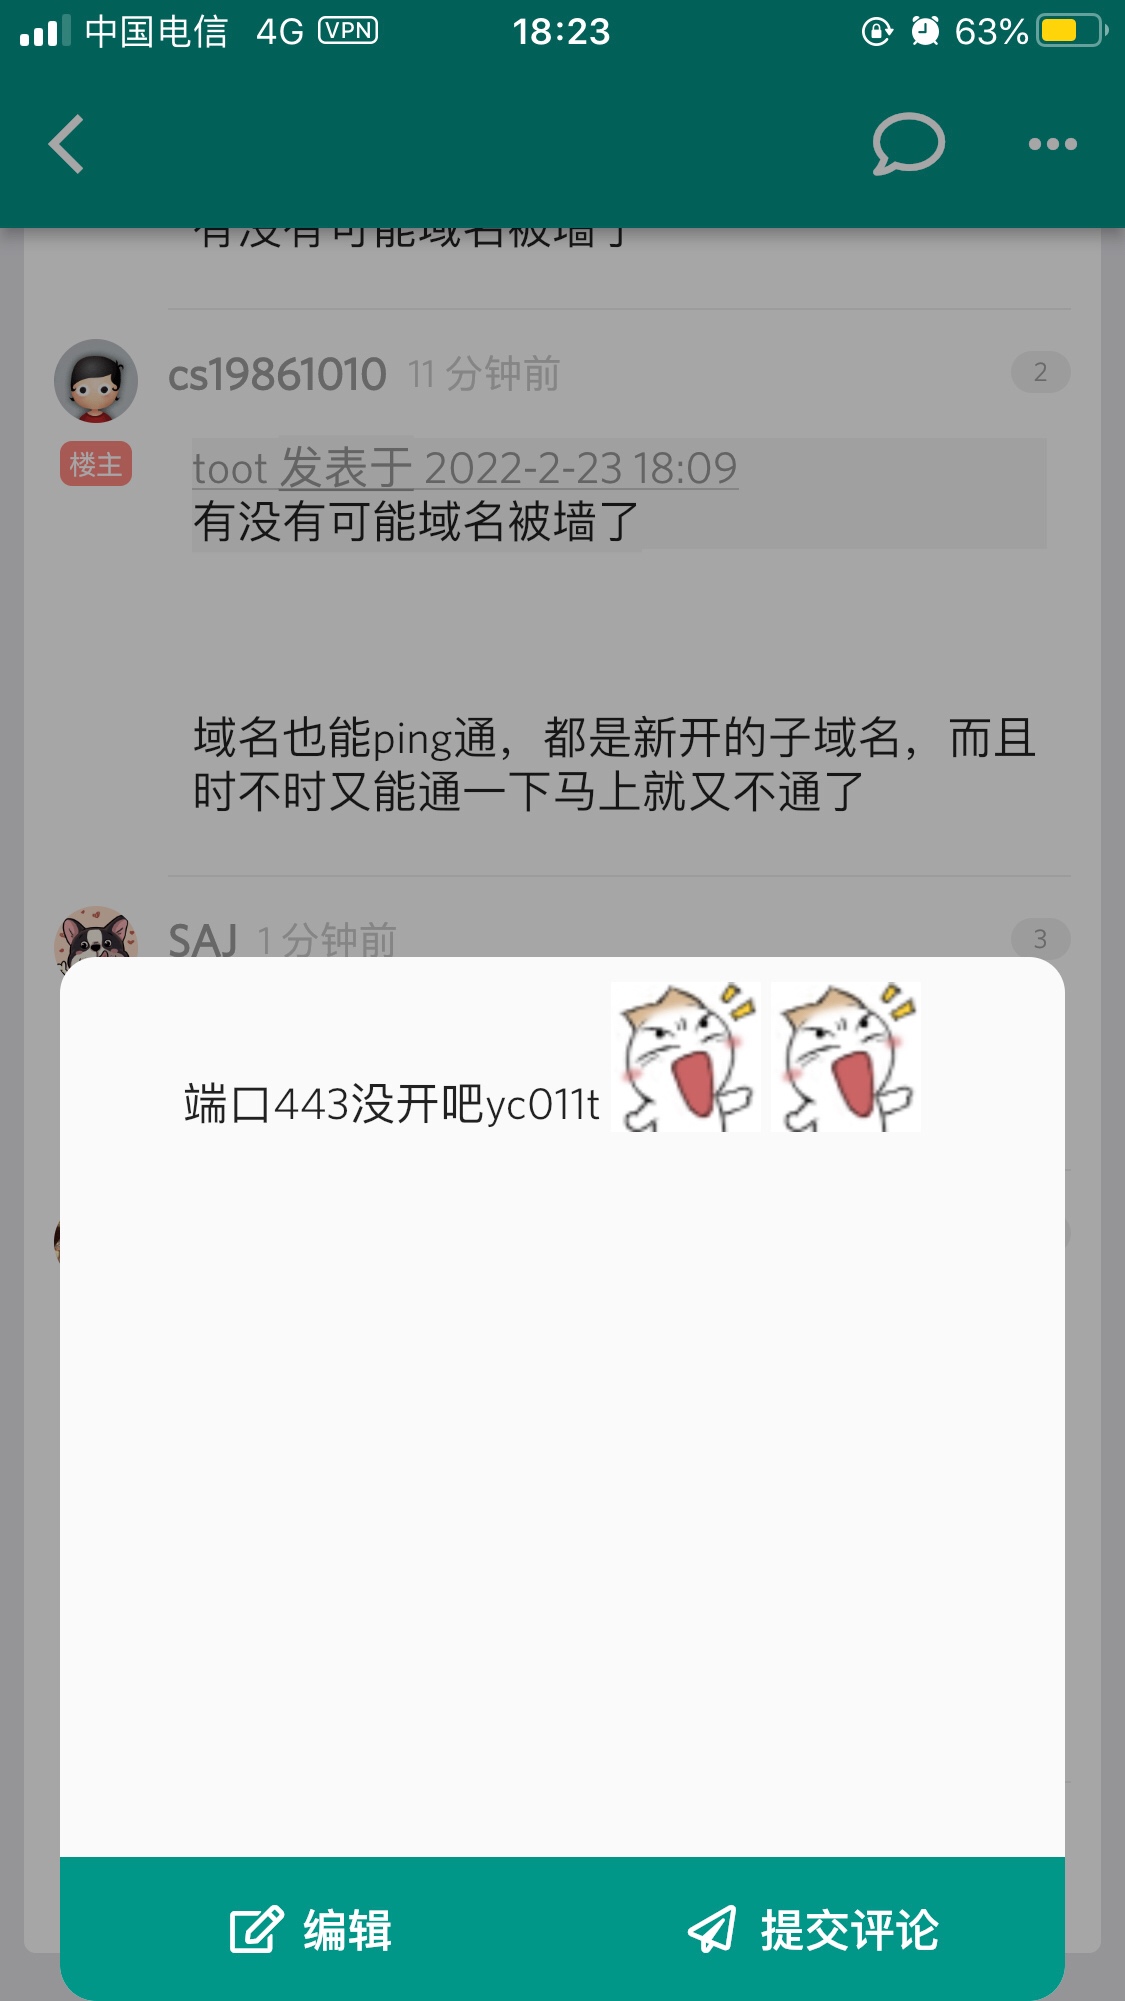 中国电信 4G VPN 18:23 63%
有没有可能域名被墙了
cs19861010 11 分钟前 2
楼主
toot 发表于 2022-2-23 18:09
有没有可能域名被墙了
域名也能ping通，都是新开的子域名，而且
时不时又能通一下马上就又不通了
SAJ 1 分钟前 3
端口443没开吧yc011t
编辑 提交评论